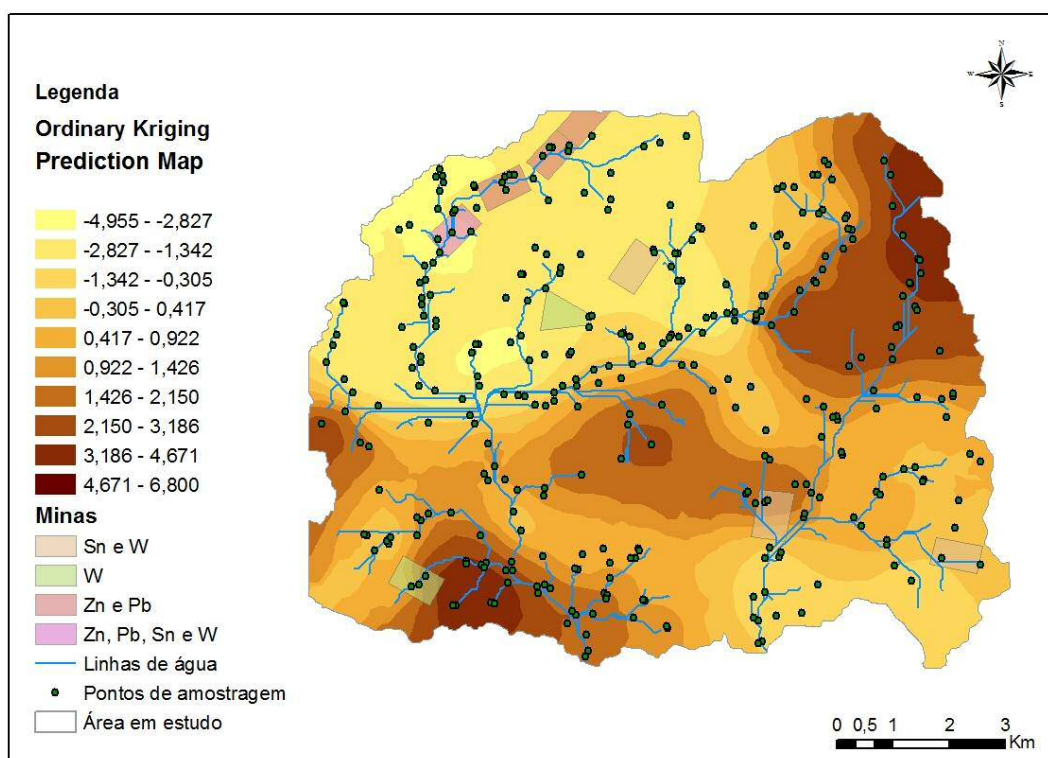 Legenda
Ordinary Kriging
Prediction Map
-4,955 - -2,827
-2,827 - -1,342
-1,342 - -0,305
-0,305 - 0,417
0,417 - 0,922
0,922 - 1,426
1,426 - 2,150
2,150 - 3,186
3,186 - 4,671
4,671 - 6,800
Minas
Sn e W
W
Zn e Pb
Zn, Pb, Sn e W
Linhas de água
Pontos de amostragem
Área em estudo
N
W E
S
0 0,5 1 2 3
Km